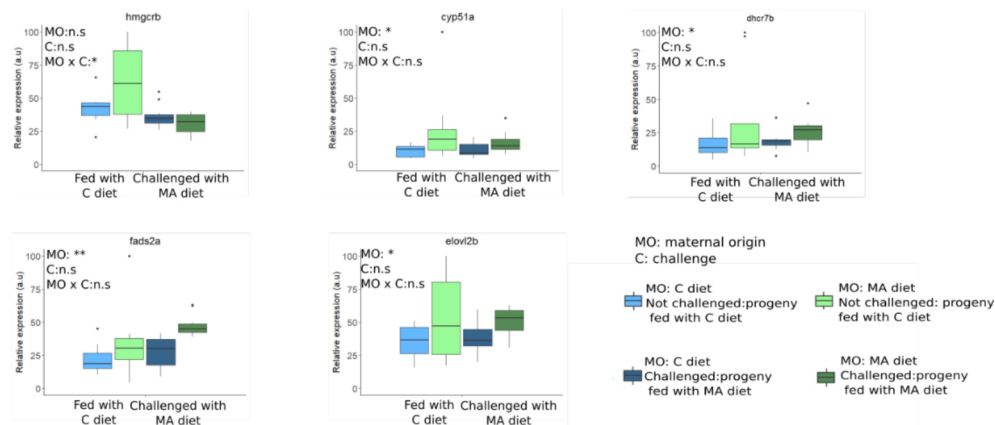 hmgcrb
MO:n.s
C:n.s
MO x C:*
Relative expression (a.u)
100
75
50
25
0
Fed with
C diet
Challenged with
MA diet
cyp51a
MO: *
C:n.s
MO x C:n.s
Relative expression (a.u)
100
75
50
25
0
Fed with
C diet
Challenged with
MA diet
dhcr7b
MO: *
C:n.s
MO x C:n.s
Relative expression (a.u)
100
75
50
25
0
Fed with
C diet
Challenged with
MA diet
fads2a
MO: **
C:n.s
MO x C:n.s
Relative expression (a.u)
100
75
50
25
0
Fed with
C diet
Challenged with
MA diet
elovl2b
MO: *
C:n.s
MO x C:n.s
Relative expression (a.u)
100
75
50
25
0
Fed with
C diet
Challenged with
MA diet
MO: maternal origin
C: challenge
MO: C diet
Not challenged:progeny
fed with C diet
MO: MA diet
Not challenged: progeny
fed with C diet
MO: C diet
Challenged:progeny
fed with MA diet
MO: MA diet
Challenged:progeny
fed with MA diet